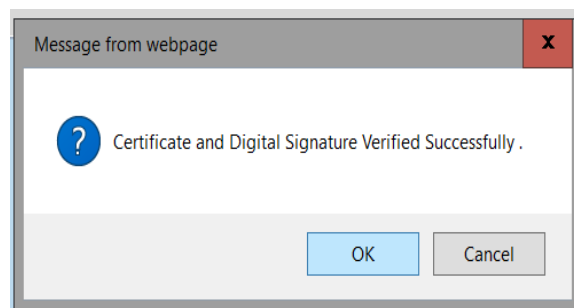 Message from webpage
x
?
Certificate and Digital Signature Verified Successfully .
OK
Cancel